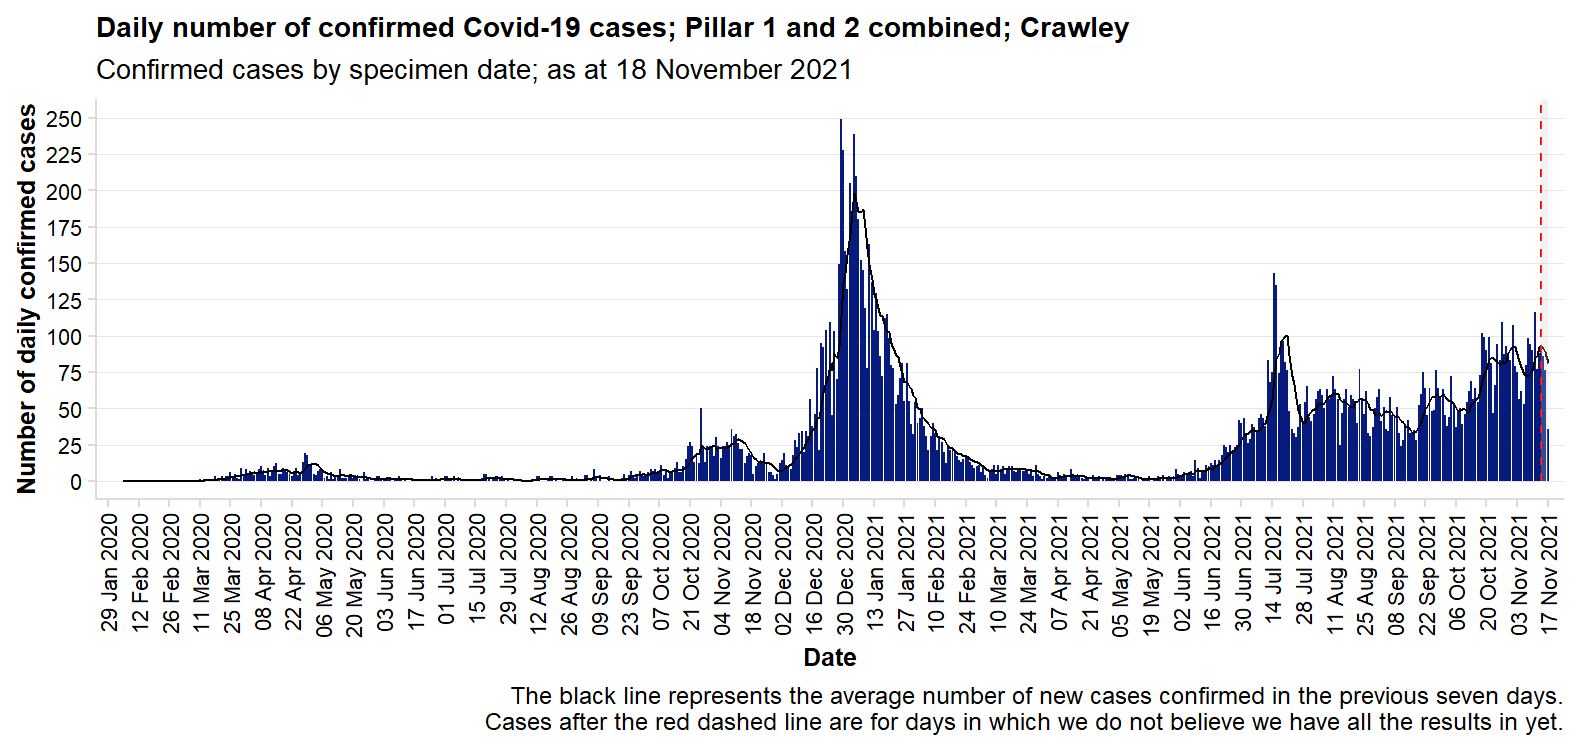 Daily number of confirmed Covid-19 cases; Pillar 1 and 2 combined; Crawley
Confirmed cases by specimen date; as at 18 November 2021
Number of daily confirmed cases
250
225
200
175
150
125
100
75
50
25
0
29 Jan 2020
12 Feb 2020
26 Feb 2020
11 Mar 2020
25 Mar 2020
08 Apr 2020
22 Apr 2020
06 May 2020
20 May 2020
03 Jun 2020
17 Jun 2020
01 Jul 2020
15 Jul 2020
29 Jul 2020
12 Aug 2020
26 Aug 2020
09 Sep 2020
23 Sep 2020
07 Oct 2020
21 Oct 2020
04 Nov 2020
18 Nov 2020
02 Dec 2020
16 Dec 2020
30 Dec 2020
13 Jan 2021
27 Jan 2021
10 Feb 2021
24 Feb 2021
10 Mar 2021
24 Mar 2021
07 Apr 2021
21 Apr 2021
05 May 2021
19 May 2021
02 Jun 2021
16 Jun 2021
30 Jun 2021
14 Jul 2021
28 Jul 2021
11 Aug 2021
25 Aug 2021
08 Sep 2021
22 Sep 2021
06 Oct 2021
20 Oct 2021
03 Nov 2021
17 Nov 2021
Date
The black line represents the average number of new cases confirmed in the previous seven days.
Cases after the red dashed line are for days in which we do not believe we have all the results in yet.